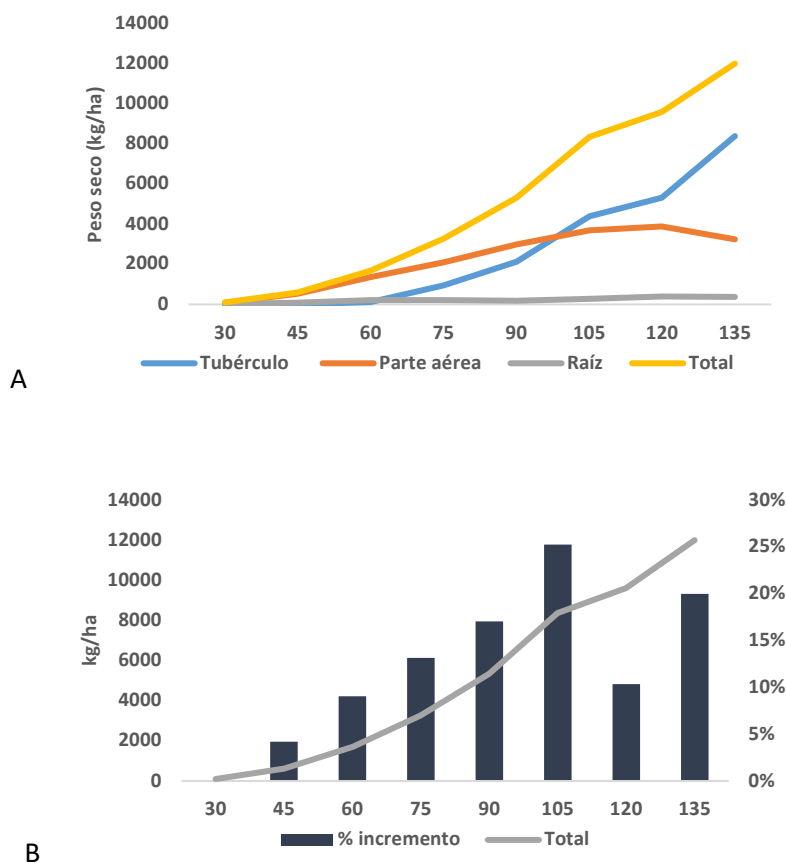 14000
12000
10000
8000
6000
4000
2000
0
Peso seco (kg/ha)
30 45 60 75 90 105 120 135
Tubérculo Parte aérea Raíz Total
A
14000 30%
12000 25%
10000 20%
8000 15%
6000 10%
4000 5%
2000 0%
0
kg/ha
30 45 60 75 90 105 120 135
% incremento Total
B